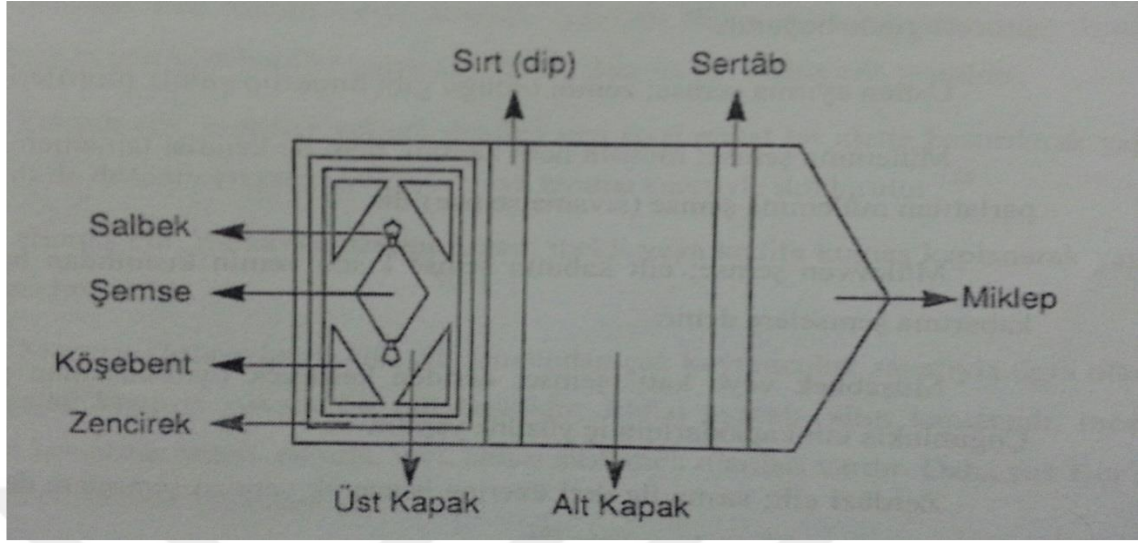 Sırt (dip)
Sertâb
Salbek
Şemse
Miklep
Köşebent
Zencirek
Üst Kapak
Alt Kapak